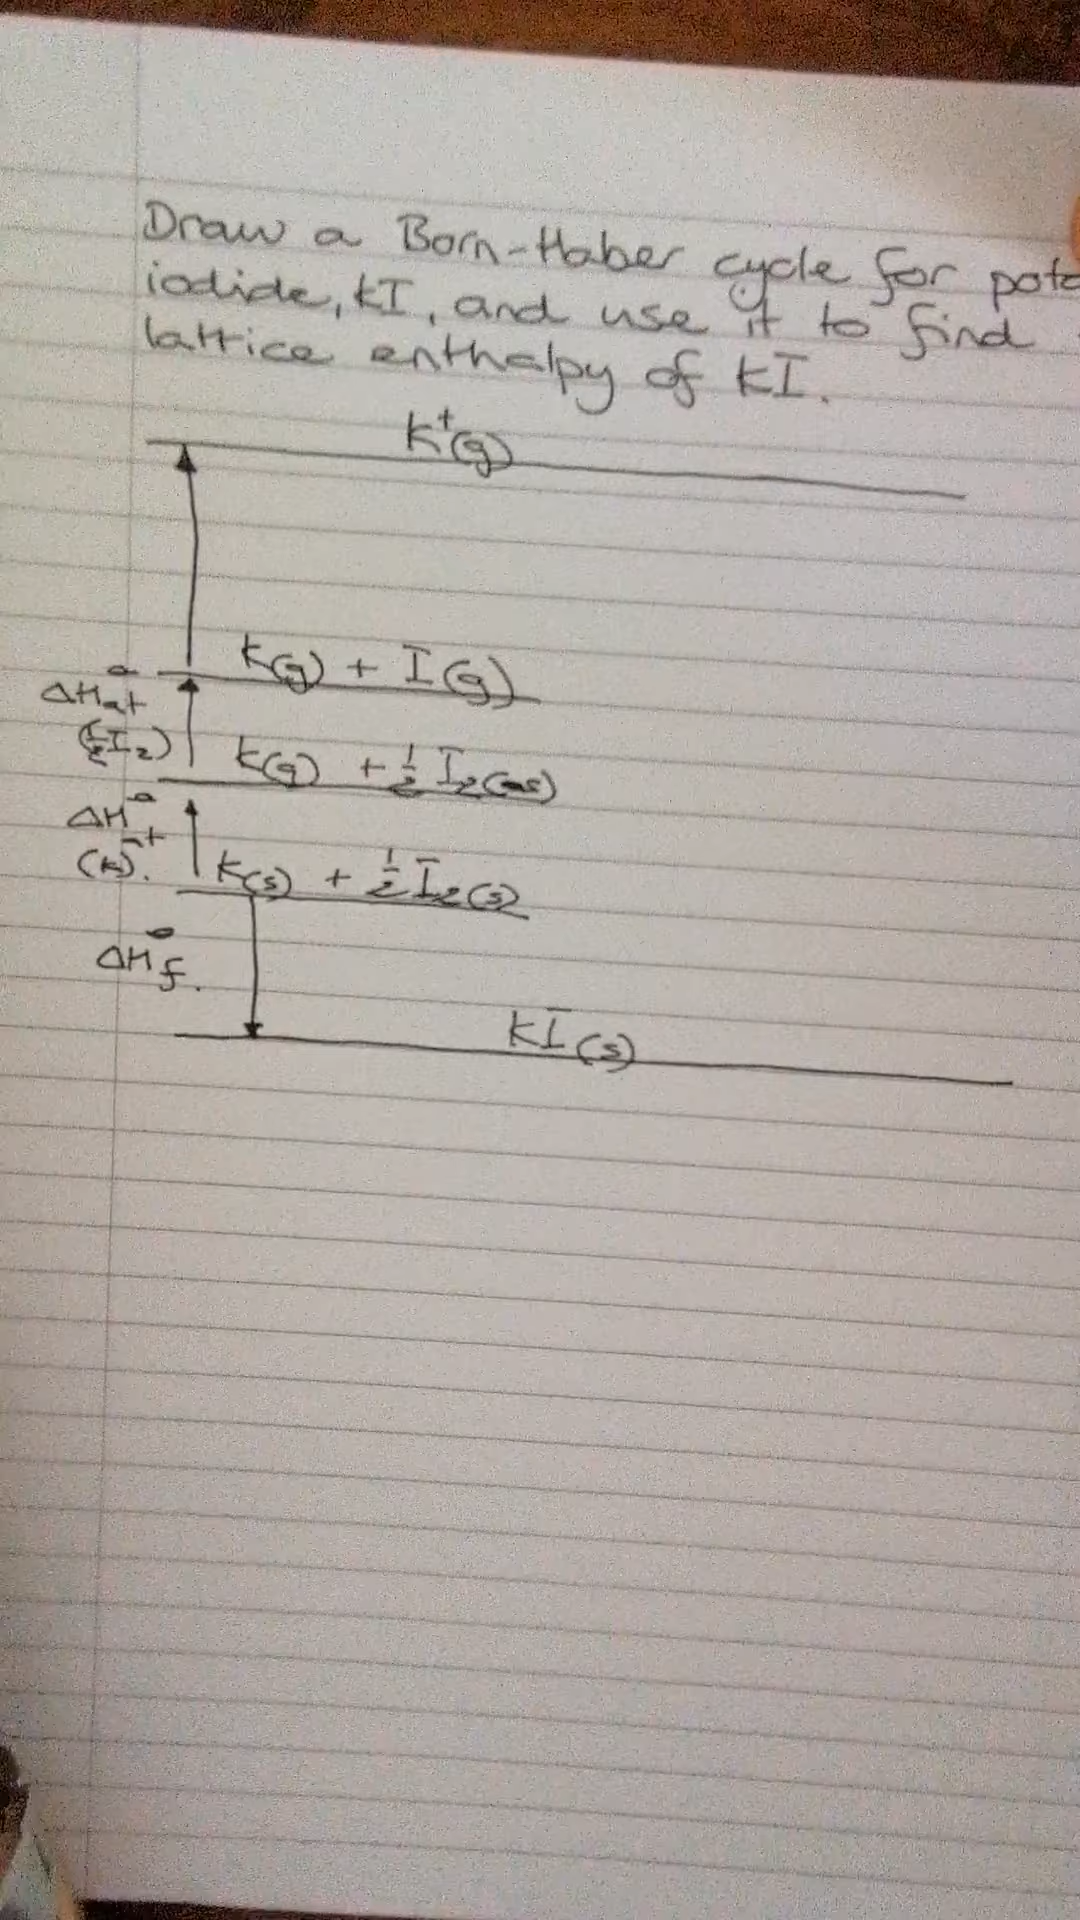 Draw a Born-Haber cycle for
iodide, KI, and use it to find
lattice enthalpy of KI.
K⁺(g)
K(g) + I(g)
ΔH⦵at
(½I₂)
K(g) + ½ I₂(s)
ΔH⦵at
(K).
K(s) + ½ I₂(s)
ΔH⦵f.
KI(s)